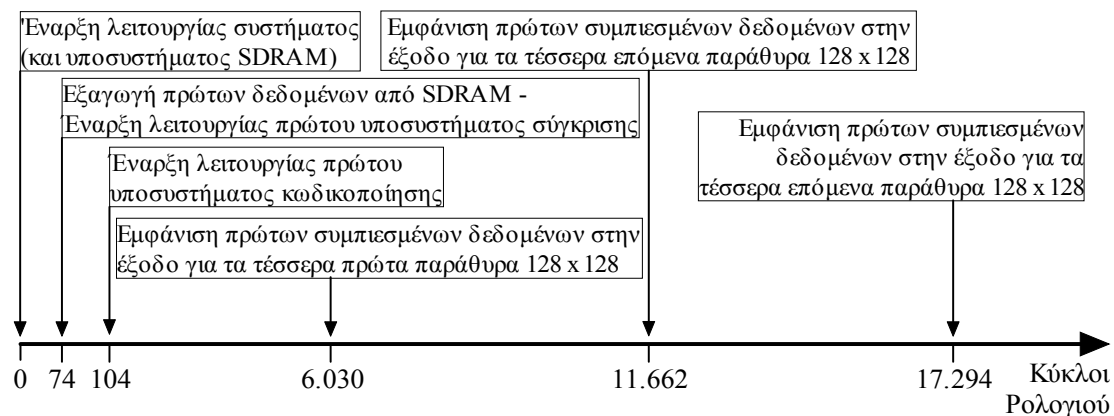 Έναρξη λειτουργίας συστήματος
(και υποσυστήματος SDRAM)
Εμφάνιση πρώτων συμπιεσμένων δεδομένων στην
έξοδο για τα τέσσερα επόμενα παράθυρα 128 x 128
Εξαγωγή πρώτων δεδομένων από SDRAM -
Έναρξη λειτουργίας πρώτου υποσυστήματος σύγκρισης
Εμφάνιση πρώτων συμπιεσμένων
δεδομένων στην έξοδο για τα
τέσσερα επόμενα παράθυρα 128 x 128
Έναρξη λειτουργίας πρώτου
υποσυστήματος κωδικοποίησης
Εμφάνιση πρώτων συμπιεσμένων δεδομένων στην
έξοδο για τα τέσσερα πρώτα παράθυρα 128 x 128
0 74 104 6.030 11.662 17.294 Κύκλοι
Ρολογιού